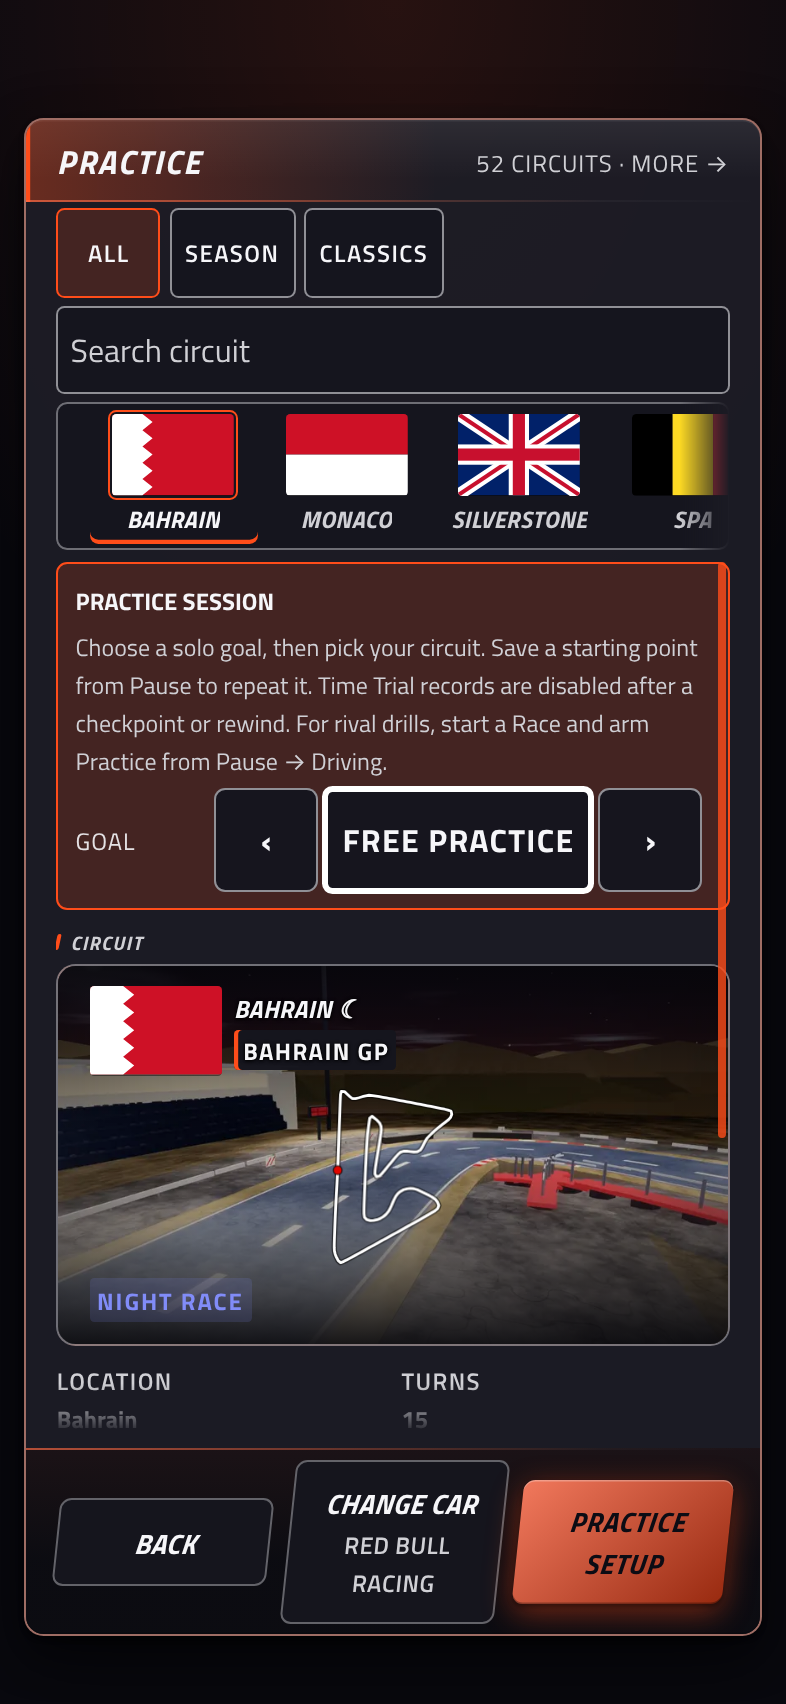 PRACTICE
52 CIRCUITS · MORE →
ALL
SEASON
CLASSICS
Search circuit
BAHRAIN
MONACO
SILVERSTONE
SPA
PRACTICE SESSION
Choose a solo goal, then pick your circuit. Save a starting point
from Pause to repeat it. Time Trial records are disabled after a
checkpoint or rewind. For rival drills, start a Race and arm
Practice from Pause → Driving.
GOAL
‹
FREE PRACTICE
›
CIRCUIT
BAHRAIN ☾
BAHRAIN GP
NIGHT RACE
LOCATION
TURNS
Bahrain
15
BACK
CHANGE CAR
RED BULL
RACING
PRACTICE
SETUP